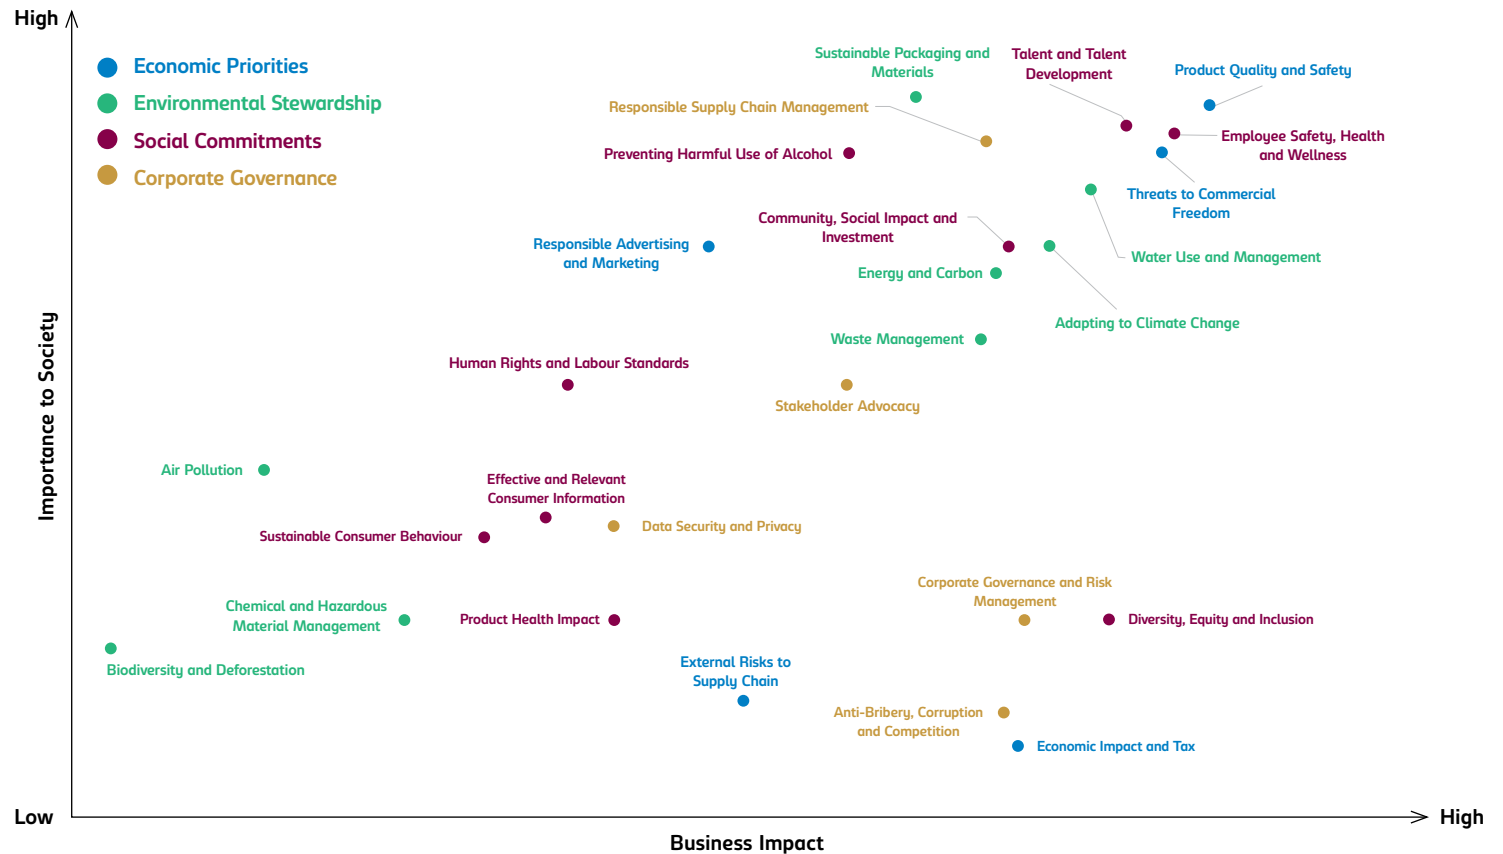 High
Economic Priorities
Environmental Stewardship
Social Commitments
Corporate Governance
Sustainable Packaging and
Materials
Talent and Talent
Development
Product Quality and Safety
Responsible Supply Chain Management
Preventing Harmful Use of Alcohol
Employee Safety, Health
and Wellness
Threats to Commercial
Freedom
Community, Social Impact and
Investment
Responsible Advertising
and Marketing
Water Use and Management
Energy and Carbon
Adapting to Climate Change
Waste Management
Human Rights and Labour Standards
Stakeholder Advocacy
Importance to Society
Air Pollution
Effective and Relevant
Consumer Information
Data Security and Privacy
Sustainable Consumer Behaviour
Corporate Governance and Risk
Management
Chemical and Hazardous
Material Management
Product Health Impact
Diversity, Equity and Inclusion
Biodiversity and Deforestation
External Risks to
Supply Chain
Anti-Bribery, Corruption
and Competition
Economic Impact and Tax
Low
High
Business Impact